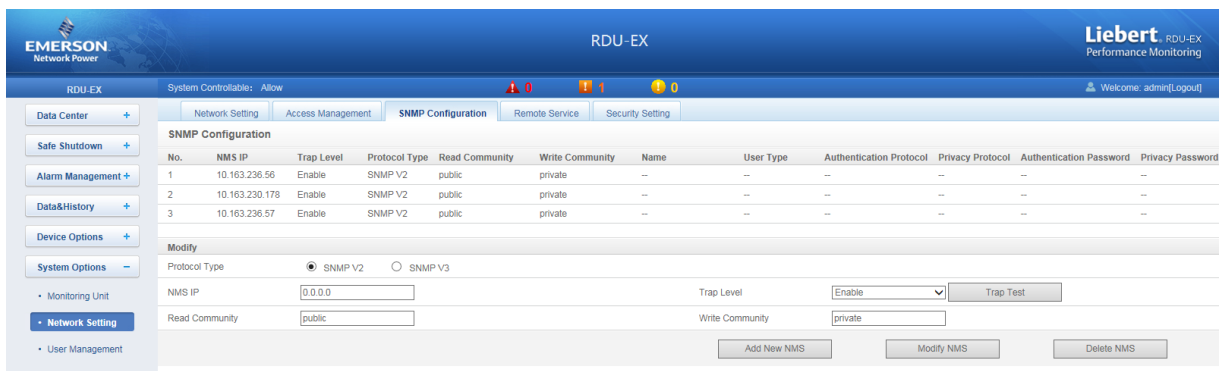 EMERSON
Network Power
RDU-EX
Liebert. RDU-EX
Performance Monitoring
RDU-EX
System Controllable: Allow
0
1
0
Welcome: admin[Logout]
Data Center +
Safe Shutdown +
Alarm Management +
Data&History +
Device Options +
System Options −
• Monitoring Unit
• Network Setting
• User Management
Network Setting Access Management SNMP Configuration Remote Service Security Setting
SNMP Configuration
No. NMS IP Trap Level Protocol Type Read Community Write Community Name User Type Authentication Protocol Privacy Protocol Authentication Password Privacy Password
1 10.163.236.56 Enable SNMP V2 public private -- -- -- -- -- --
2 10.163.230.178 Enable SNMP V2 public private -- -- -- -- -- --
3 10.163.236.57 Enable SNMP V2 public private -- -- -- -- -- --
Modify
Protocol Type SNMP V2 SNMP V3
NMS IP 0.0.0.0 Trap Level Enable Trap Test
Read Community public Write Community private
Add New NMS Modify NMS Delete NMS